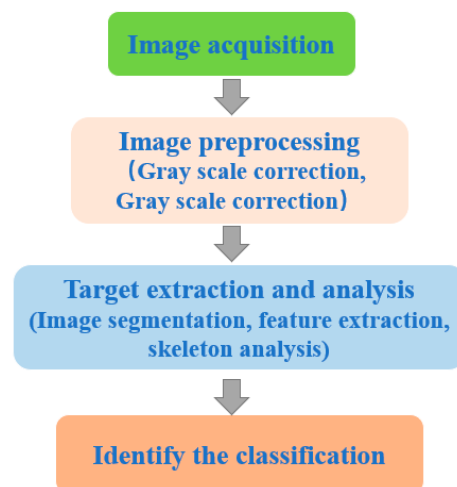 Image acquisition
Image preprocessing
（Gray scale correction,
Gray scale correction）
Target extraction and analysis
(Image segmentation, feature extraction,
skeleton analysis)
Identify the classification